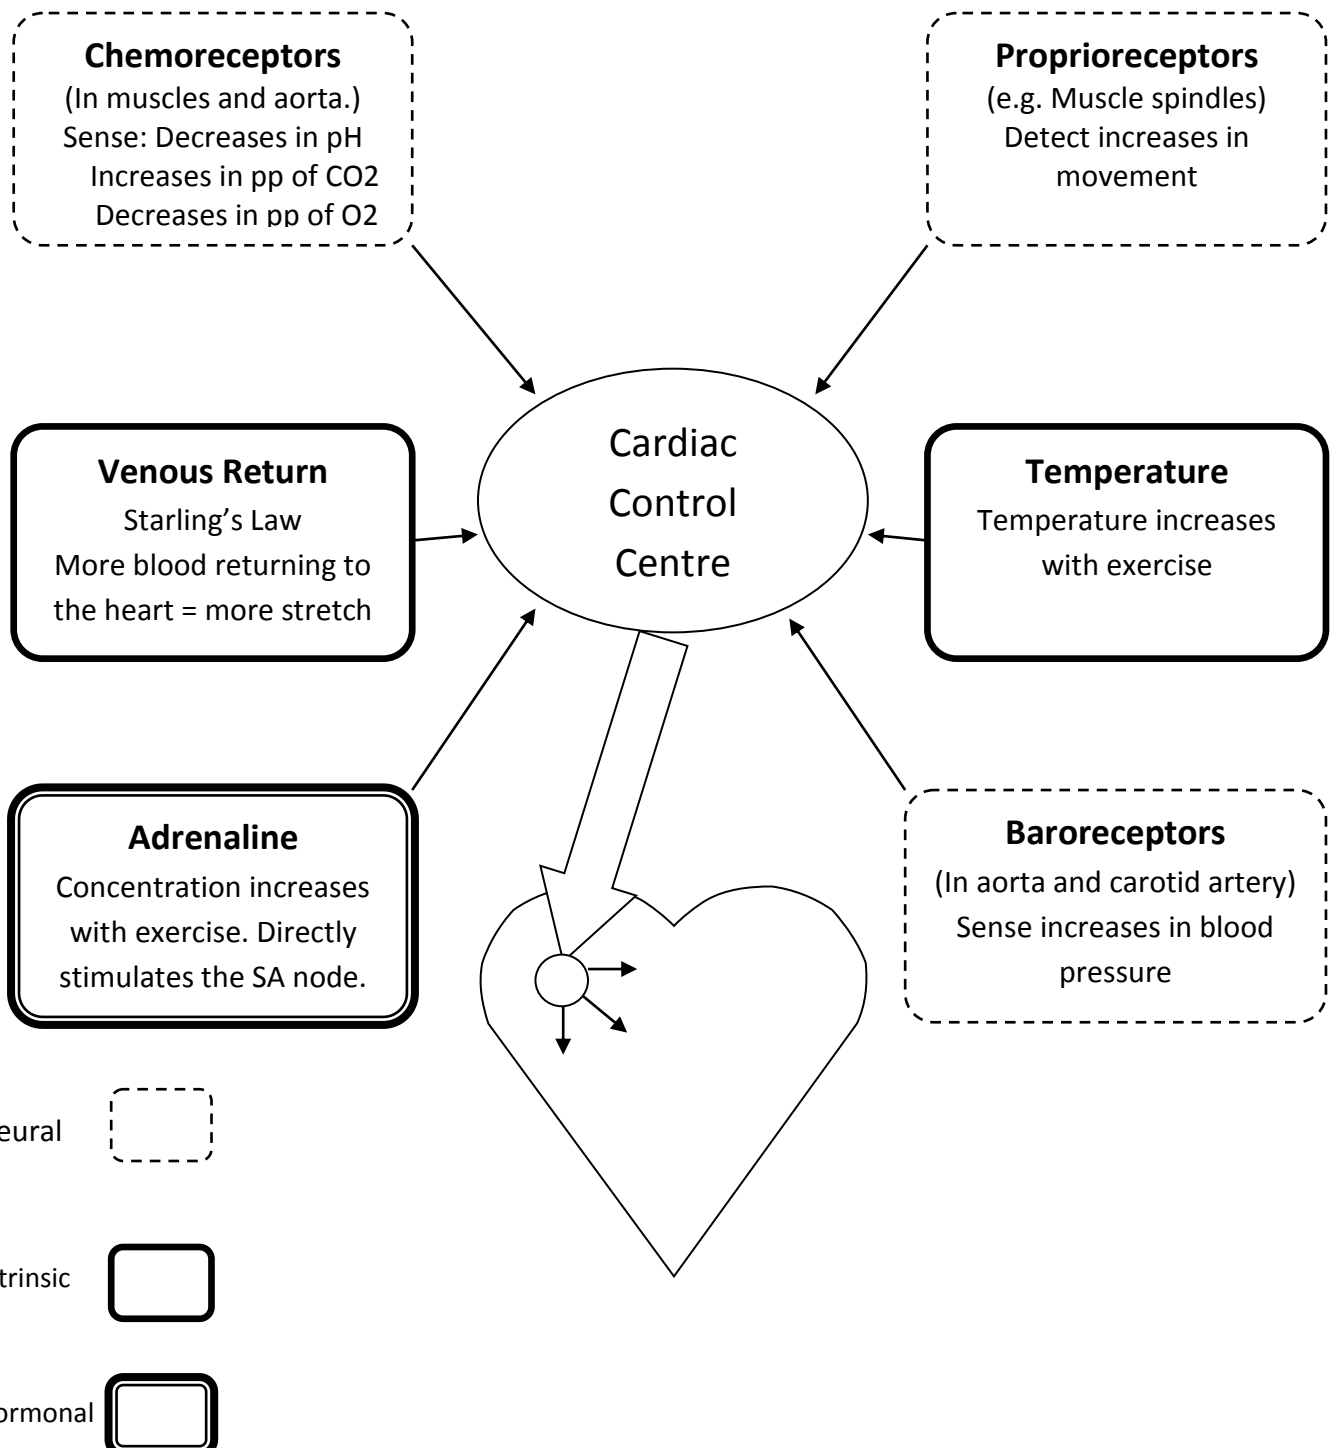 Chemoreceptors
(In muscles and aorta.)
Sense: Decreases in pH
Increases in pp of CO2
Decreases in pp of O2
Proprioreceptors
(e.g. Muscle spindles)
Detect increases in
movement
Cardiac
Control
Centre
Venous Return
Starling’s Law
More blood returning to
the heart = more stretch
Temperature
Temperature increases
with exercise
Adrenaline
Concentration increases
with exercise. Directly
stimulates the SA node.
Baroreceptors
(In aorta and carotid artery)
Sense increases in blood
pressure
eural
trinsic
ormonal